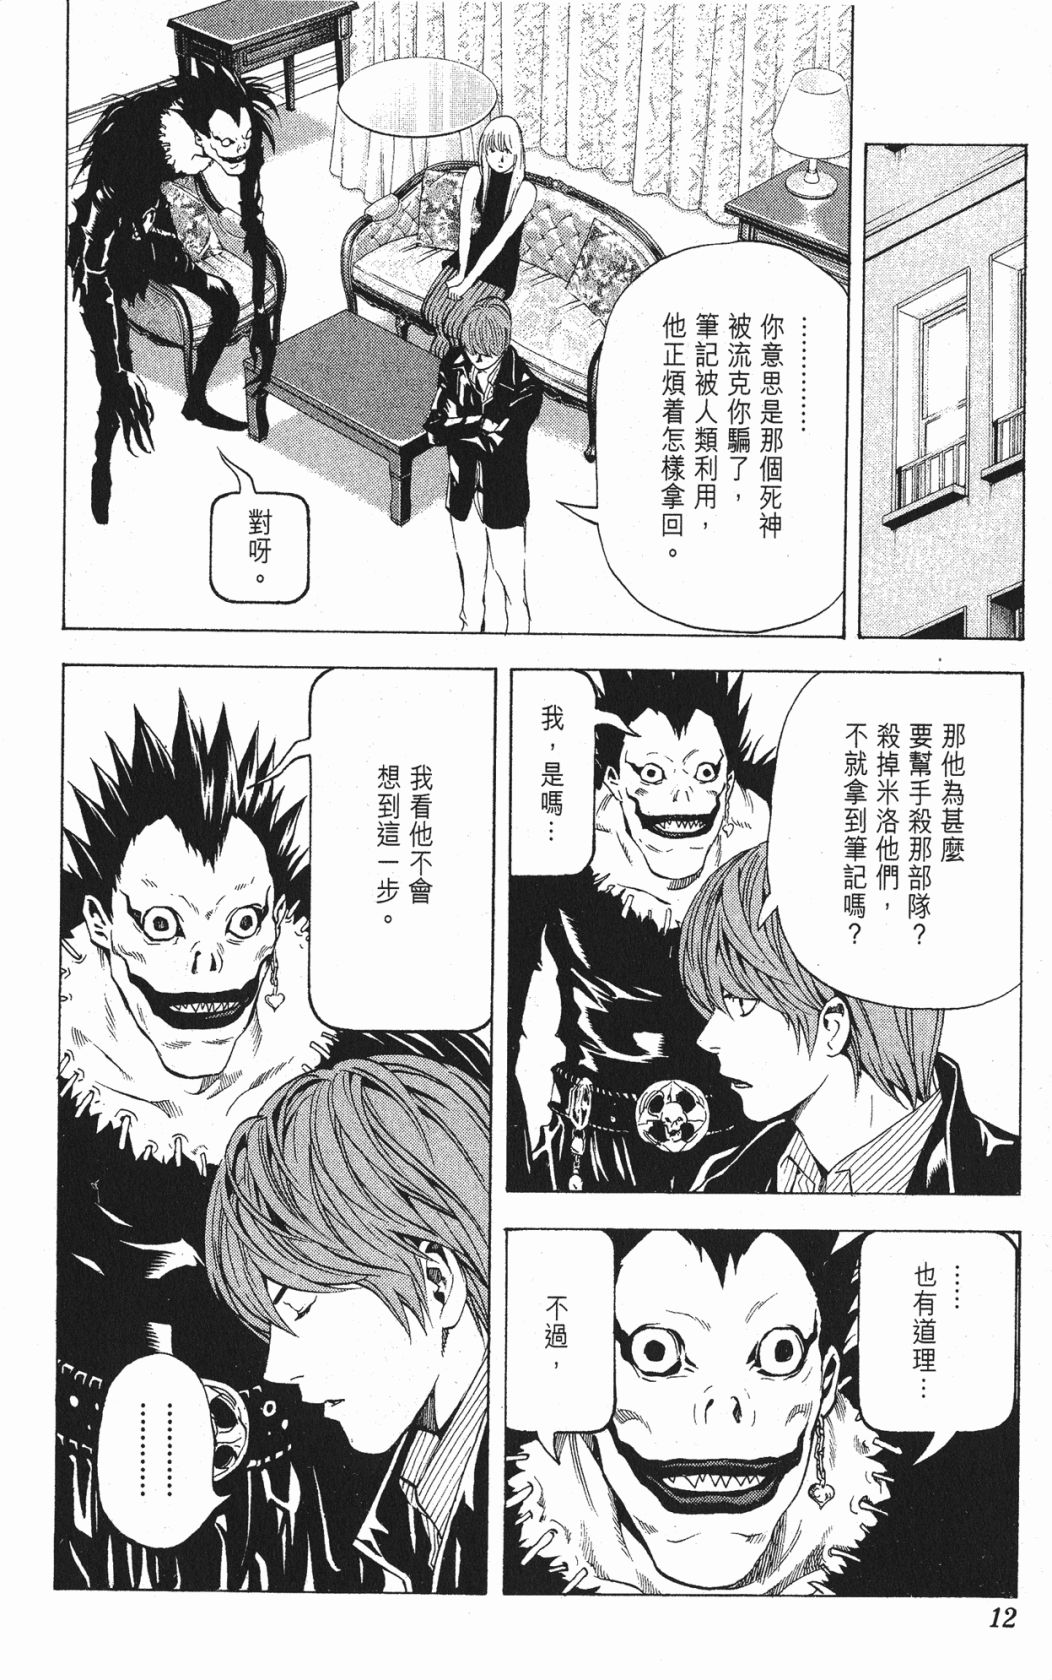 …………
你意思是那個死神
被流克你騙了，
筆記被人類利用，
他正煩着怎樣拿回。
對呀。
那他為甚麼
要幫手殺那部隊？
殺掉米洛他們，
不就拿到筆記嗎？
我，是嗎…
……
也有道理…
不過，
我看他不會
想到這一步。
………
………
12